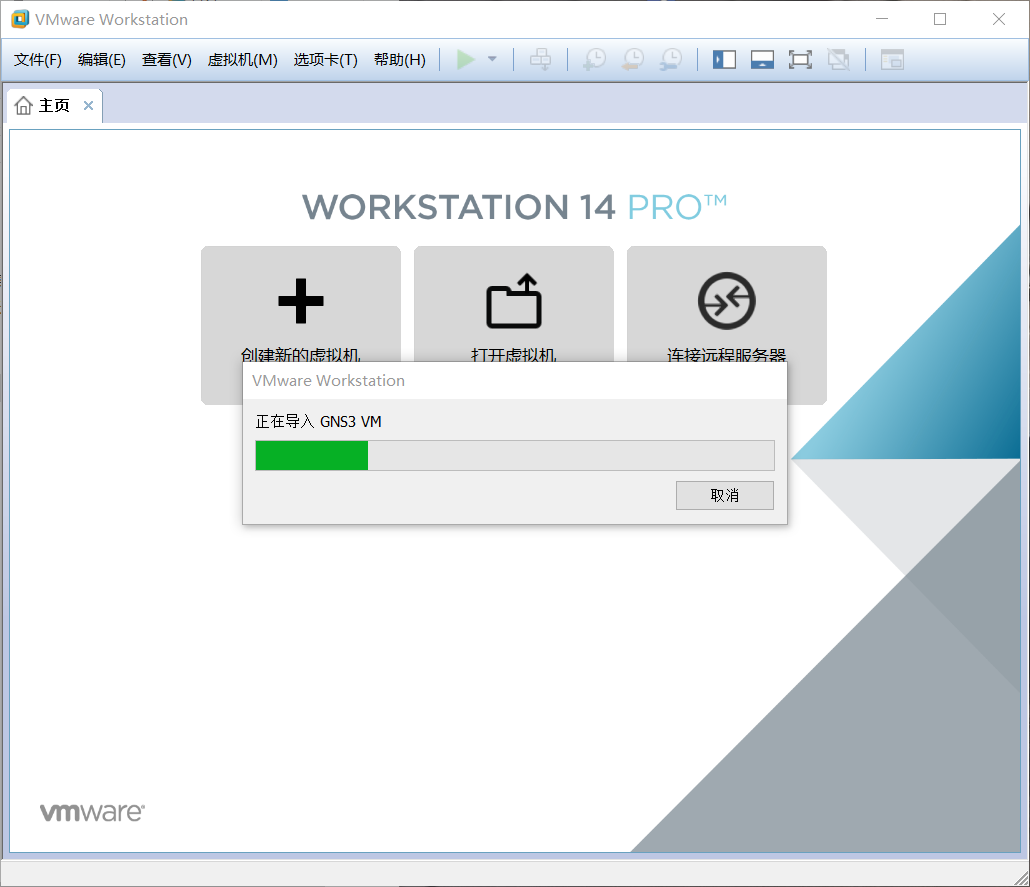 VMware Workstation
文件(F) 编辑(E) 查看(V) 虚拟机(M) 选项卡(T) 帮助(H)
主页
WORKSTATION 14 PRO™
创建新的虚拟机 打开虚拟机 连接远程服务器
VMware Workstation
正在导入 GNS3 VM
取消
vmware®